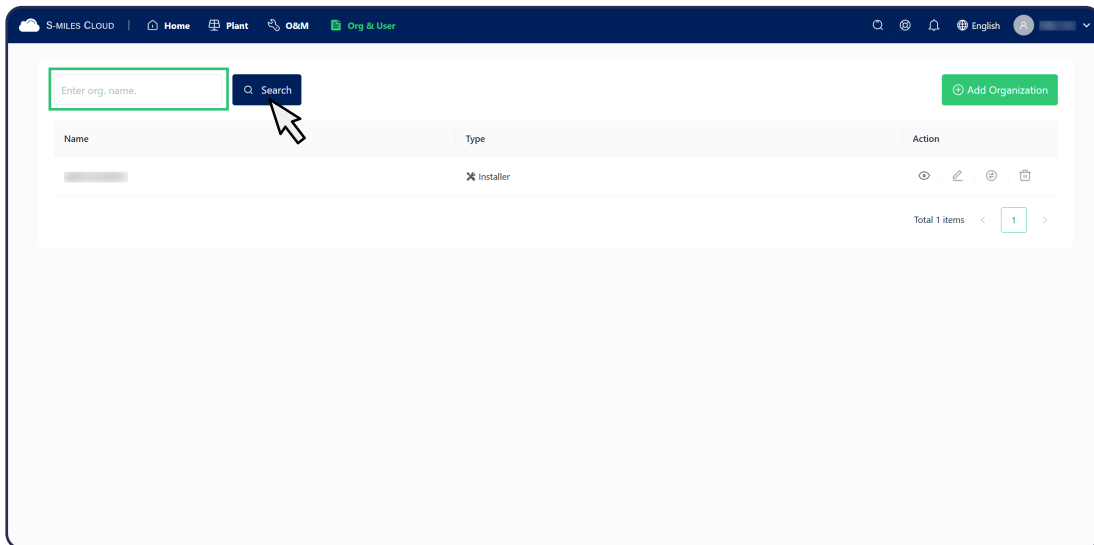 S-MILES CLOUD | Home Plant O&M Org & User English A
Enter org. name. Search Add Organization
Name Type Action
Installer
Total 1 items < 1 >